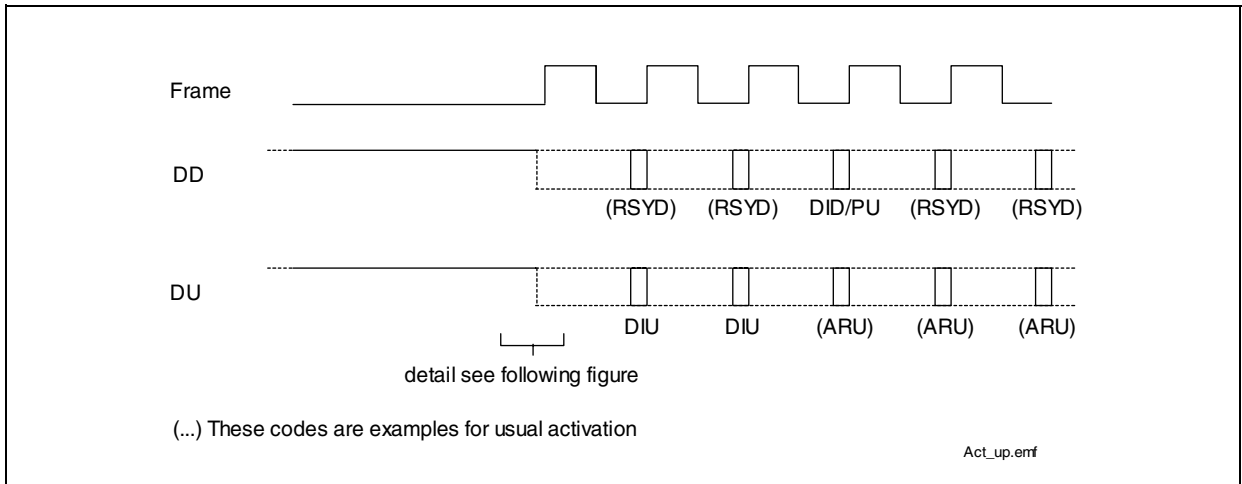 Frame
DD
(RSYD) (RSYD) DID/PU (RSYD) (RSYD)
DU
DIU DIU (ARU) (ARU) (ARU)
detail see following figure
(...) These codes are examples for usual activation
Act_up.emf